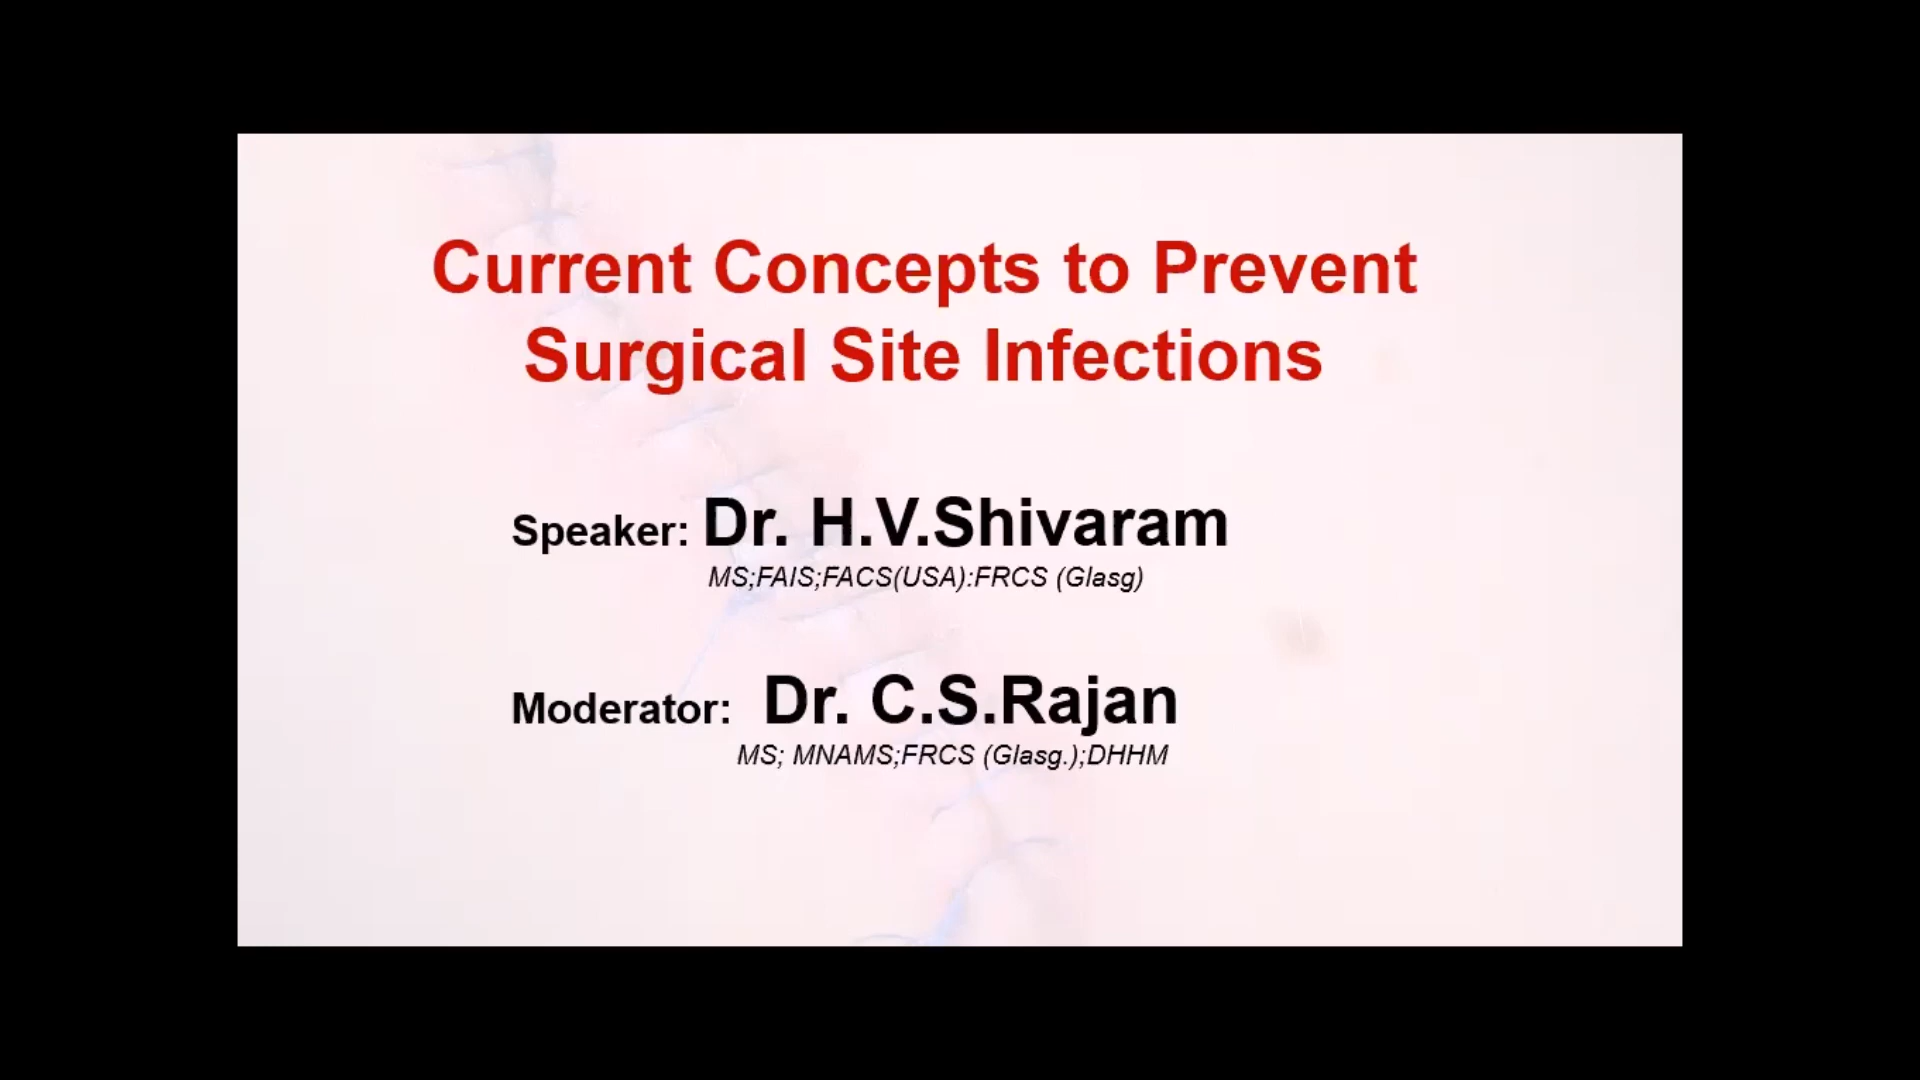 Current Concepts to Prevent
Surgical Site Infections
Speaker: Dr. H.V.Shivaram
MS;FAIS;FACS(USA):FRCS (Glasg)
Moderator: Dr. C.S.Rajan
MS; MNAMS;FRCS (Glasg.);DHHM